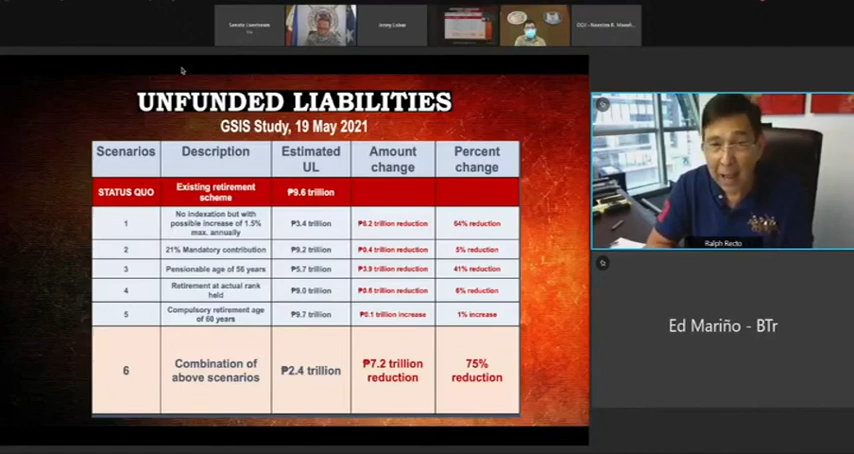 Senate Livestream
Jenny Labar
UNFUNDED LIABILITIES
GSIS Study, 19 May 2021
Scenarios Description Estimated UL Amount change Percent change
STATUS QUO Existing retirement scheme ₱9.6 trillion
1 No indexation but with possible increase of 1.5% max. annually ₱3.4 trillion ₱6.2 trillion reduction 64% reduction
2 21% Mandatory contribution ₱9.2 trillion ₱0.4 trillion reduction 5% reduction
3 Pensionable age of 56 years ₱5.7 trillion ₱3.9 trillion reduction 41% reduction
4 Retirement at actual rank held ₱9.0 trillion ₱0.6 trillion reduction 6% reduction
5 Compulsory retirement age of 60 years ₱9.7 trillion ₱0.1 trillion increase 1% increase
6 Combination of above scenarios ₱2.4 trillion ₱7.2 trillion reduction 75% reduction
Ralph Recto
Ed Mariño - BTr